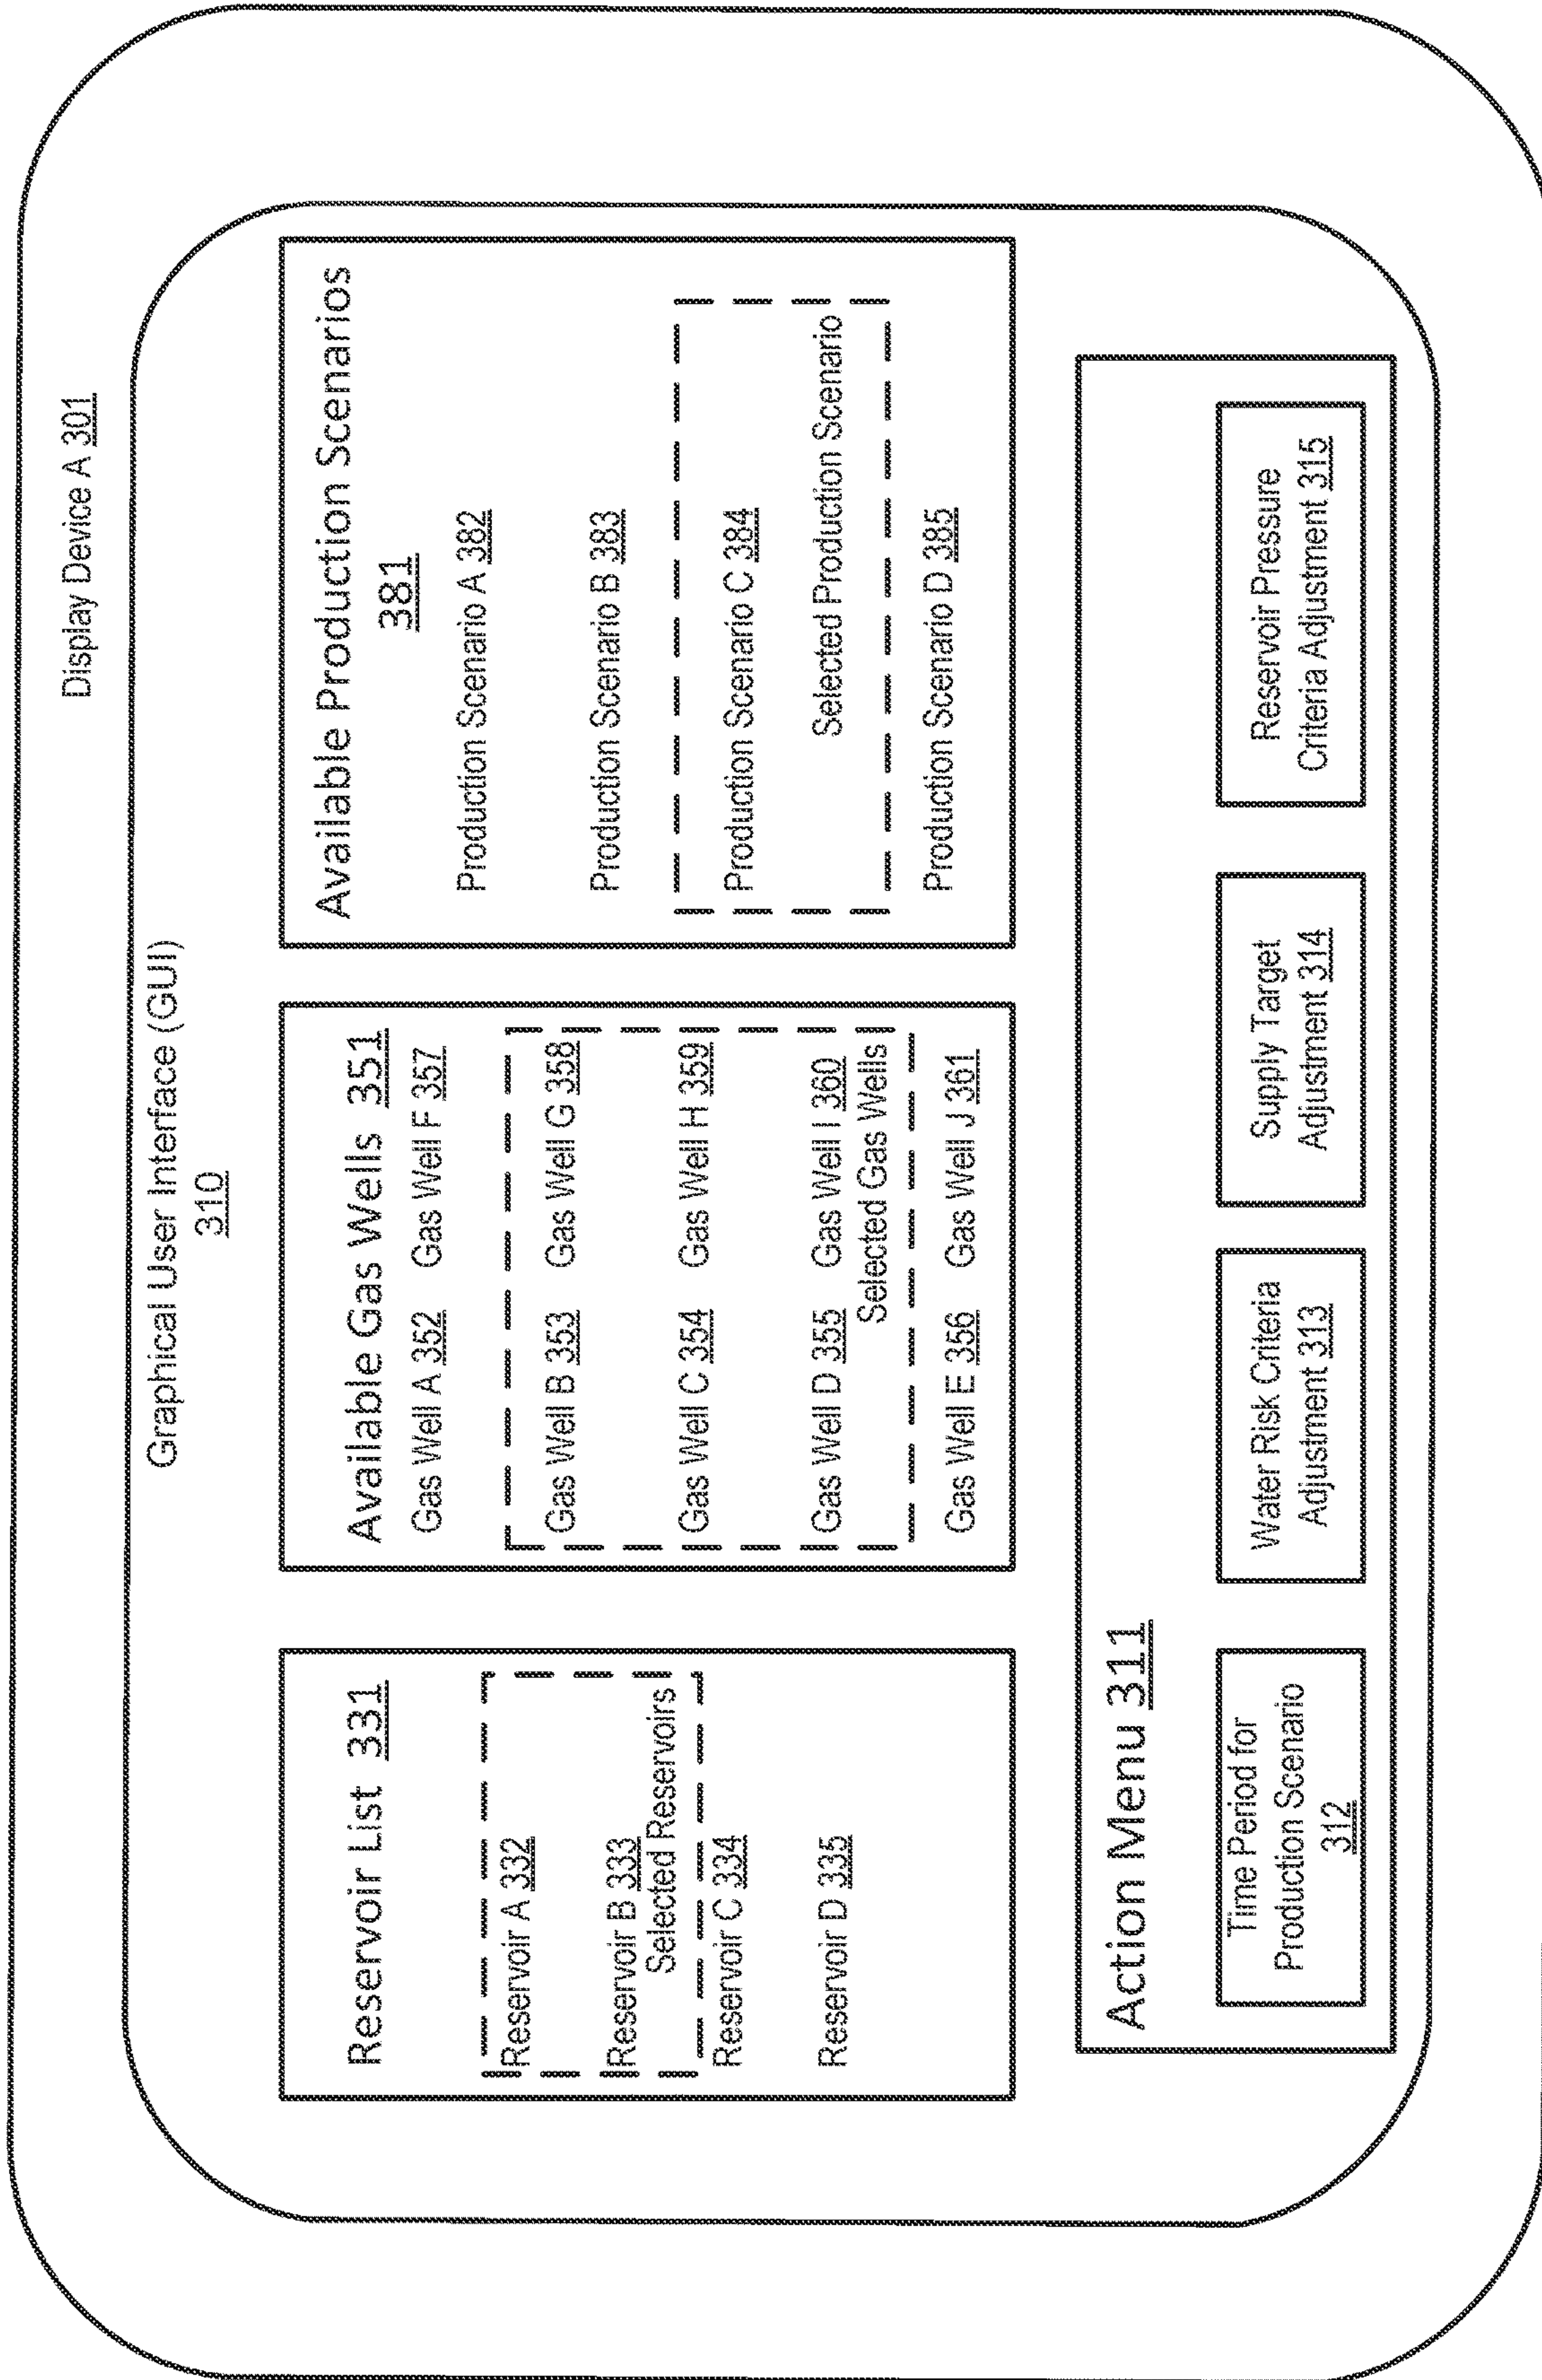 Display Device A 301
Graphical User Interface (GUI)
310
Reservoir List 331
Reservoir A 332
Reservoir B 333
Selected Reservoirs
Reservoir C 334
Reservoir D 335
Available Gas Wells 351
Gas Well A 352 Gas Well F 357
Gas Well B 353 Gas Well G 358
Gas Well C 354 Gas Well H 359
Gas Well D 355 Gas Well I 360
Selected Gas Wells
Gas Well E 356 Gas Well J 361
Available Production Scenarios
381
Production Scenario A 382
Production Scenario B 383
Production Scenario C 384
Selected Production Scenario
Production Scenario D 385
Action Menu 311
Time Period for
Production Scenario
312
Water Risk Criteria
Adjustment 313
Supply Target
Adjustment 314
Reservoir Pressure
Criteria Adjustment 315